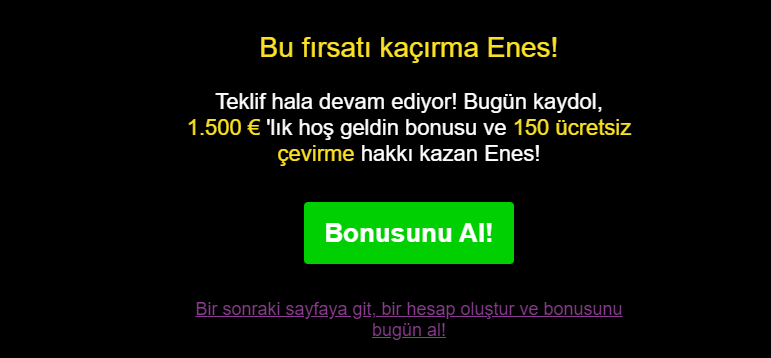 Bu fırsatı kaçırma Enes!
Teklif hala devam ediyor! Bugün kaydol,
1.500 € 'lık hoş geldin bonusu ve 150 ücretsiz
çevirme hakkı kazan Enes!
Bonusunu Al!
Bir sonraki sayfaya git, bir hesap oluştur ve bonusunu
bugün al!